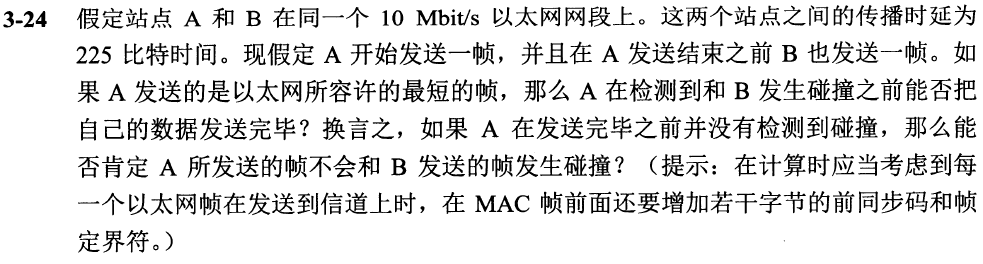 3-24 假定站点 A 和 B 在同一个 10 Mbit/s 以太网网段上。这两个站点之间的传播时延为
225 比特时间。现假定 A 开始发送一帧，并且在 A 发送结束之前 B 也发送一帧。如
果 A 发送的是以太网所容许的最短的帧，那么 A 在检测到和 B 发生碰撞之前能否把
自己的数据发送完毕？换言之，如果 A 在发送完毕之前并没有检测到碰撞，那么能
否肯定 A 所发送的帧不会和 B 发送的帧发生碰撞？（提示：在计算时应当考虑到每
一个以太网帧在发送到信道上时，在 MAC 帧前面还要增加若干字节的前同步码和帧
定界符。）